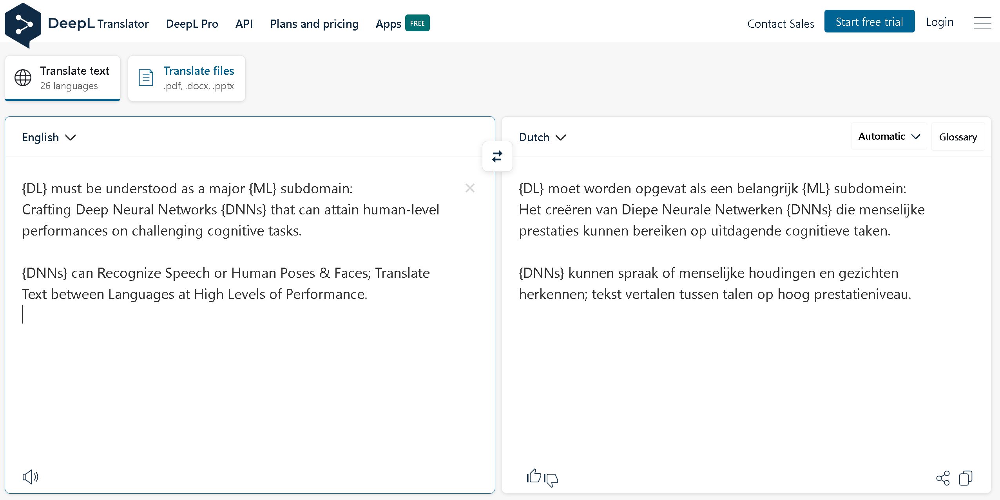 DeepL Translator DeepL Pro API Plans and pricing Apps FREE Contact Sales Start free trial Login
Translate text
26 languages
Translate files
.pdf, .docx, .pptx
English
{DL} must be understood as a major {ML} subdomain:
Crafting Deep Neural Networks {DNNs} that can attain human-level
performances on challenging cognitive tasks.
{DNNs} can Recognize Speech or Human Poses & Faces; Translate
Text between Languages at High Levels of Performance.
Dutch
Automatic
Glossary
{DL} moet worden opgevat als een belangrijk {ML} subdomein:
Het creëren van Diepe Neurale Netwerken {DNNs} die menselijke
prestaties kunnen bereiken op uitdagende cognitieve taken.
{DNNs} kunnen spraak of menselijke houdingen en gezichten
herkennen; tekst vertalen tussen talen op hoog prestatieniveau.